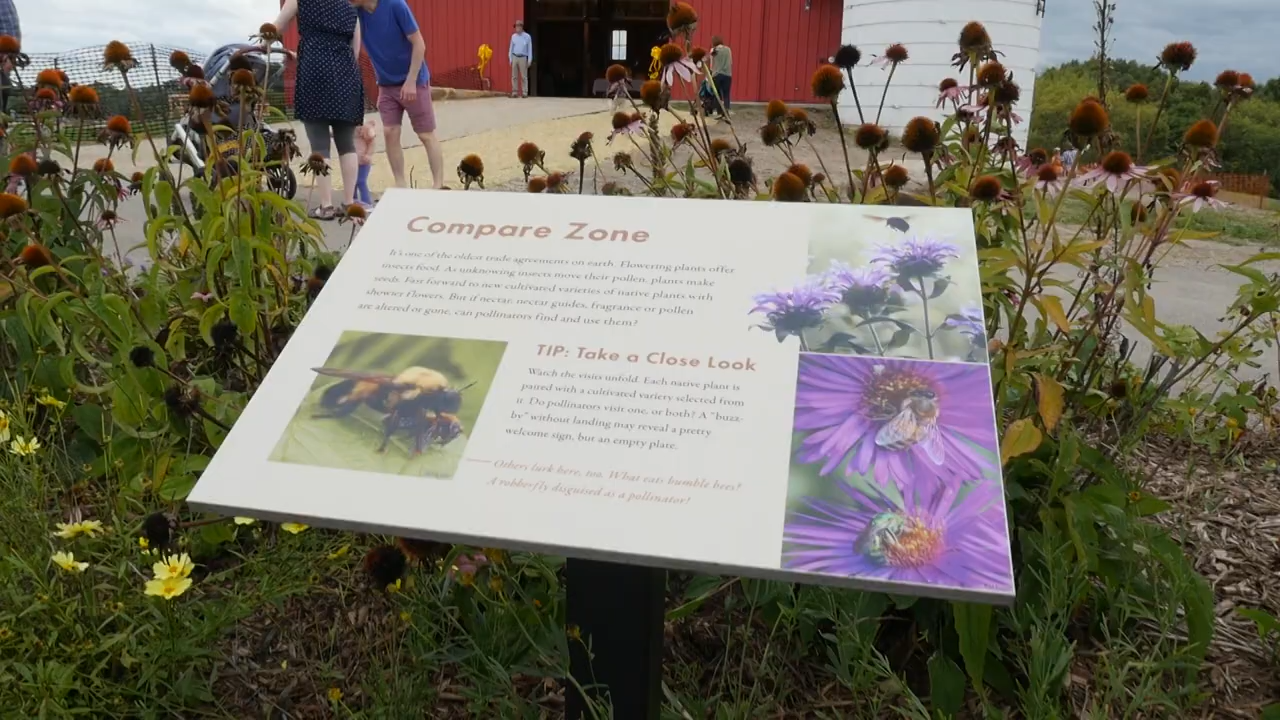 Compare Zone
It's one of the oldest trade agreements on earth. Flowering plants offer
insects food. As unknowing insects move their pollen, plants make
seeds. Fast forward to new cultivated varieties of native plants with
showier flowers. But if nectar, nectar guides, fragrance or pollen
are altered or gone, can pollinators find and use them?
TIP: Take a Close Look
Watch the visits unfold. Each native plant is
paired with a cultivated variety selected from
it. Do pollinators visit one, or both? A "buzz-
by" without landing may reveal a pretty
welcome sign, but an empty plate.
Others lurk here, too. What eats bumble bees?
A robberfly disguised as a pollinator!